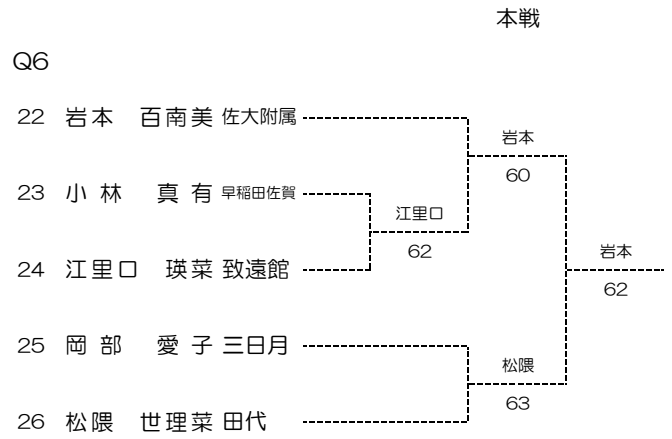 本戦
Q6
22 岩本 百南美 佐大附属
岩本
60
23 小林 真有 早稲田佐賀
江里口
62
24 江里口 瑛菜 致遠館
岩本
62
25 岡部 愛子 三日月
松隈
63
26 松隈 世理菜 田代